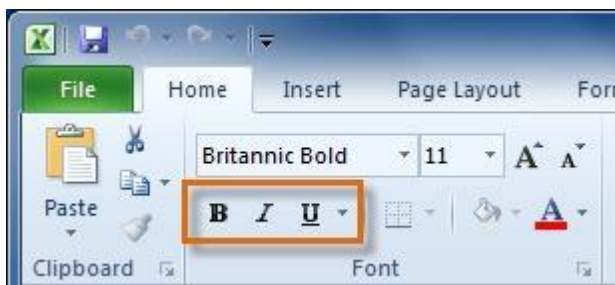 File Home Insert Page Layout
Britannic Bold 11 A A
Paste
B I U A
Clipboard Font